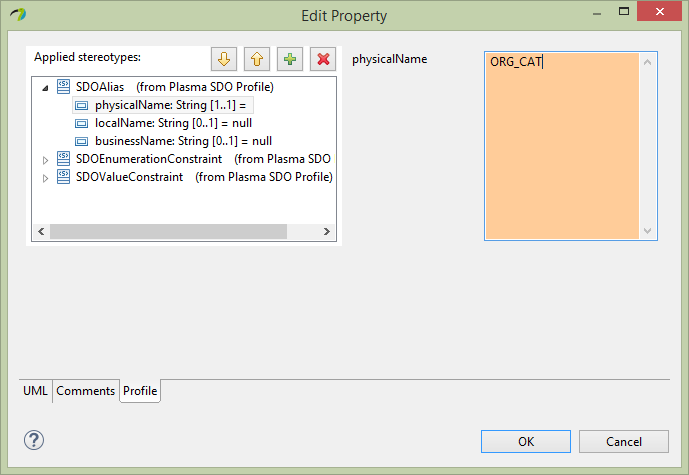 Edit Property
Applied stereotypes:
SDOAlias (from Plasma SDO Profile)
physicalName: String [1..1] =
localName: String [0..1] = null
businessName: String [0..1] = null
SDOEnumerationConstraint (from Plasma SDO
SDOValueConstraint (from Plasma SDO Profile)
physicalName
ORG_CAT
UML
Comments
Profile
OK
Cancel